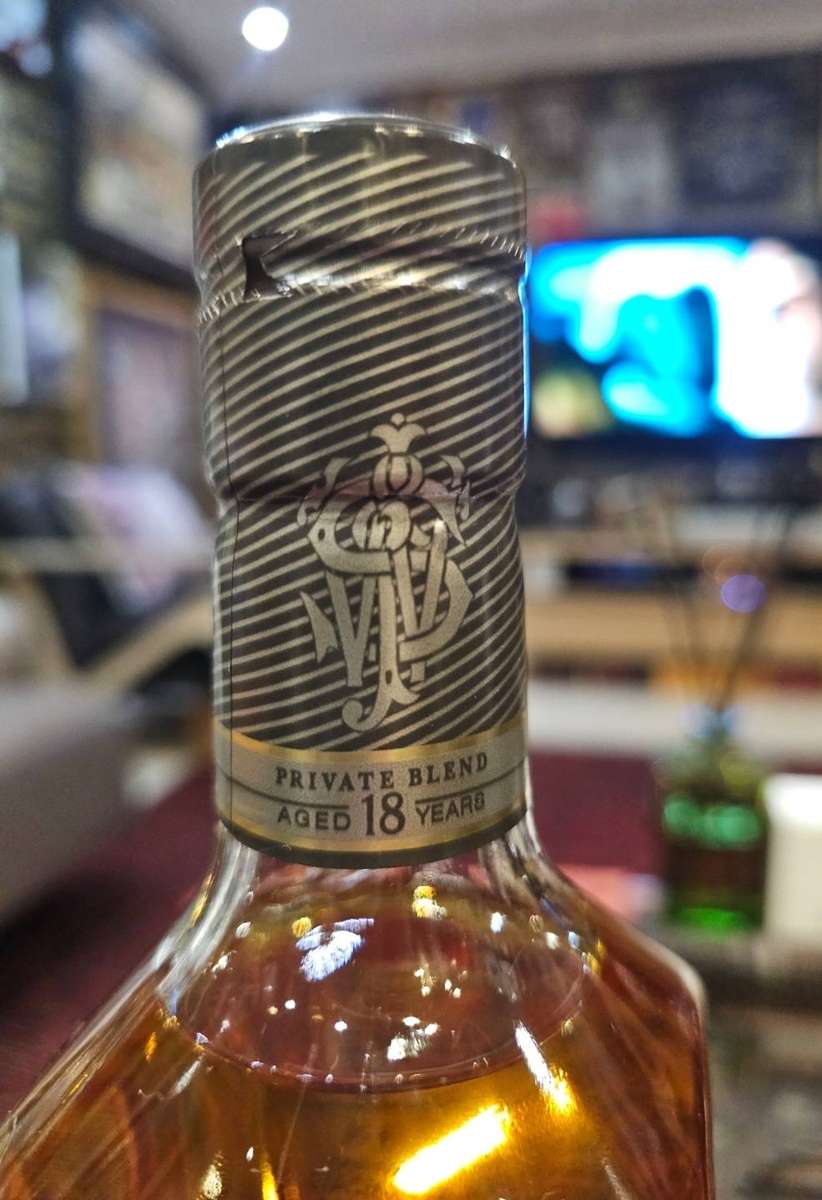 PRIVATE BLEND
AGED 18 YEARS